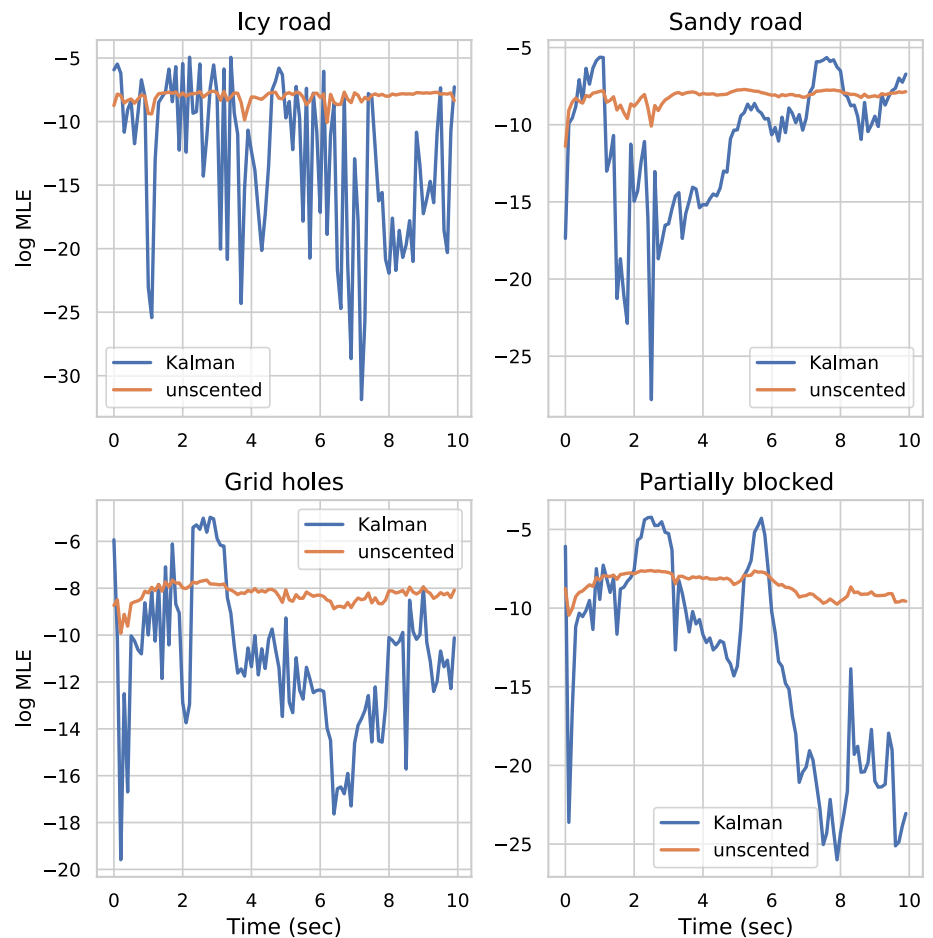 Icy road
−5
−10
−15
−20
−25
−30
log MLE
Kalman
unscented
0 2 4 6 8 10
Sandy road
−5
−10
−15
−20
−25
Kalman
unscented
0 2 4 6 8 10
Grid holes
−6
−8
−10
−12
−14
−16
−18
−20
log MLE
Kalman
unscented
0 2 4 6 8 10
Time (sec)
Partially blocked
−5
−10
−15
−20
−25
Kalman
unscented
0 2 4 6 8 10
Time (sec)